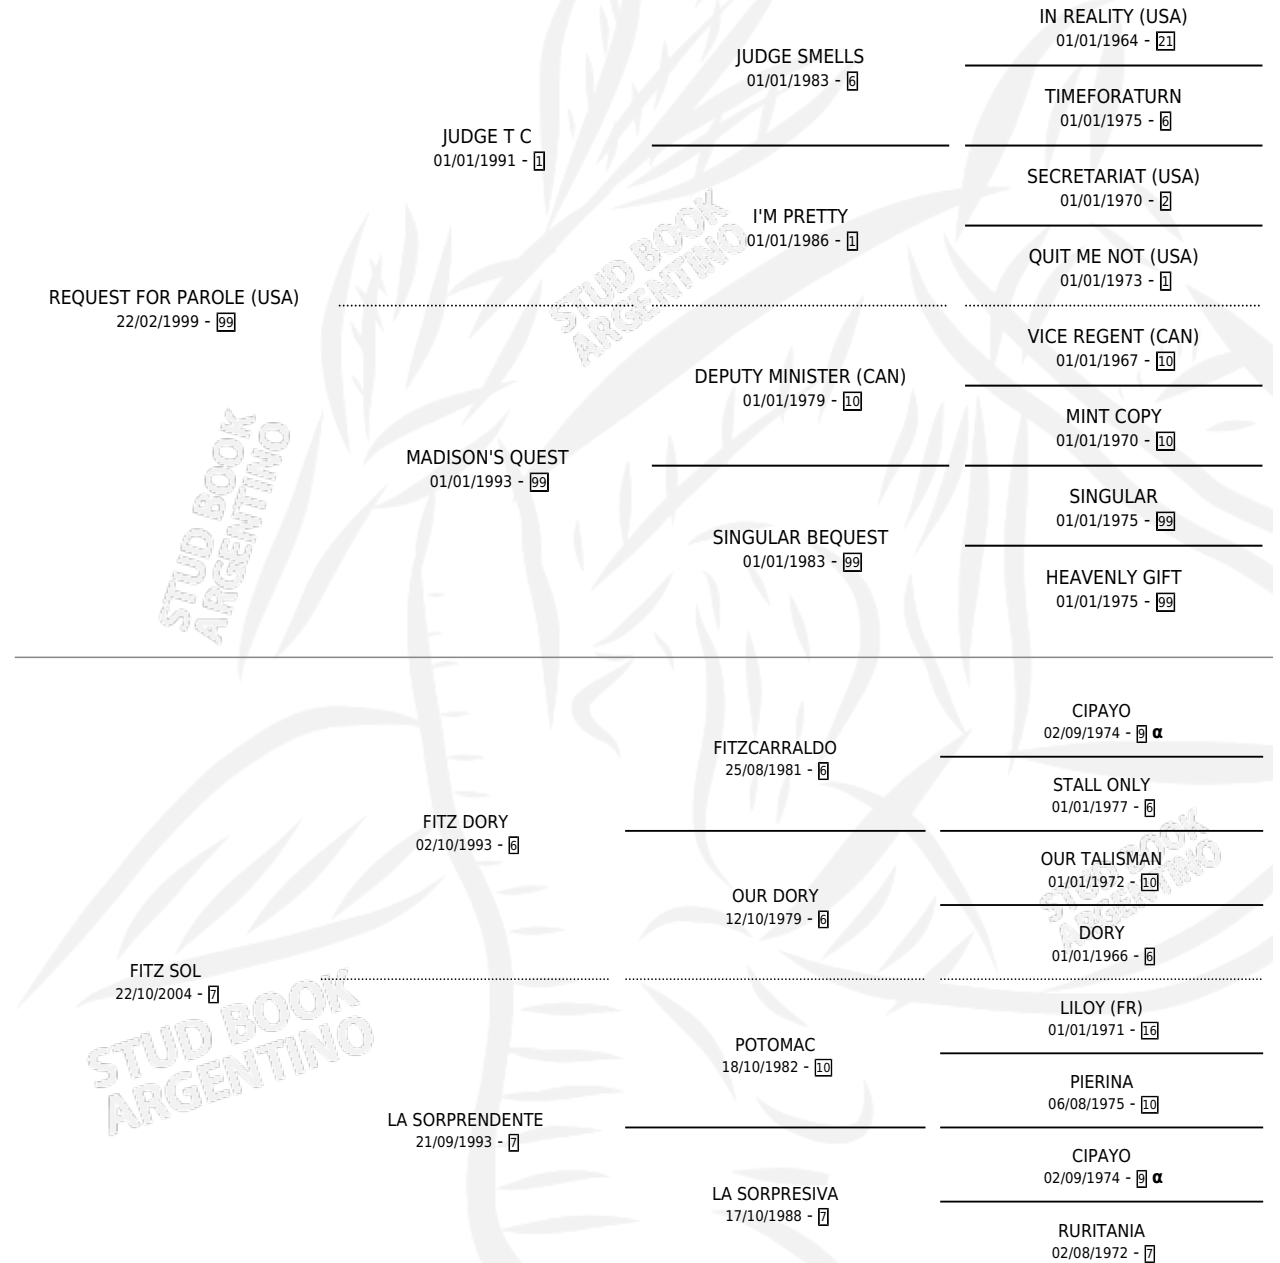 IN REALITY (USA)
01/01/1964 - 21
JUDGE SMELLS
01/01/1983 - 6
TIMEFORATURN
01/01/1975 - 6
JUDGE T C
01/01/1991 - 1
SECRETARIAT (USA)
01/01/1970 - 2
I'M PRETTY
01/01/1986 - 1
QUIT ME NOT (USA)
01/01/1973 - 1
REQUEST FOR PAROLE (USA)
22/02/1999 - 99
VICE REGENT (CAN)
01/01/1967 - 10
DEPUTY MINISTER (CAN)
01/01/1979 - 10
MINT COPY
01/01/1970 - 10
MADISON'S QUEST
01/01/1993 - 99
SINGULAR
01/01/1975 - 99
SINGULAR BEQUEST
01/01/1983 - 99
HEAVENLY GIFT
01/01/1975 - 99
CIPAYO
02/09/1974 - 9 α
FITZCARRALDO
25/08/1981 - 6
STALL ONLY
01/01/1977 - 6
FITZ DORY
02/10/1993 - 6
OUR TALISMAN
01/01/1972 - 10
OUR DORY
12/10/1979 - 6
DORY
01/01/1966 - 6
FITZ SOL
22/10/2004 - 7
LILOY (FR)
01/01/1971 - 16
POTOMAC
18/10/1982 - 10
PIERINA
06/08/1975 - 10
LA SORPRENDENTE
21/09/1993 - 7
CIPAYO
02/09/1974 - 9 α
LA SORPRESIVA
17/10/1988 - 7
RURITANIA
02/08/1972 - 7
STUD BOOK
ARGENTINO
STUD BOOK
ARGENTINO
STUD BOOK
ARGENTINO
STUD BOOK
ARGENTINO